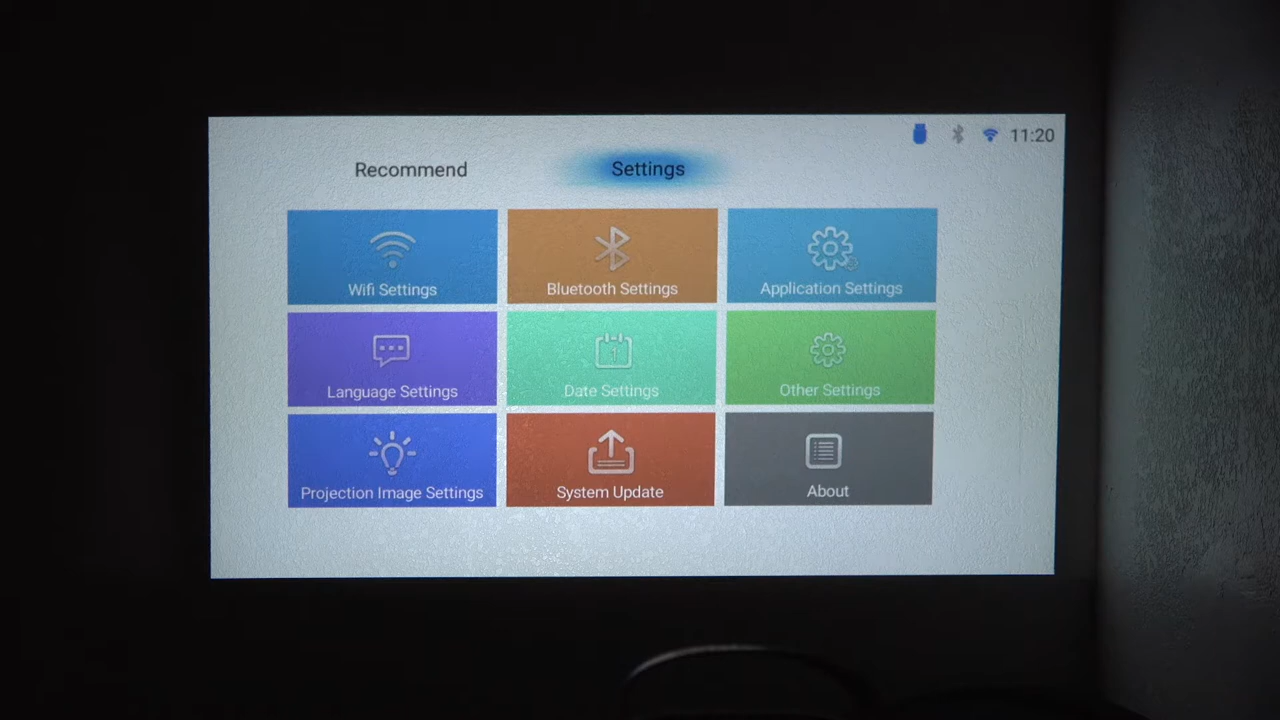 11:20
Recommend
Settings
Wifi Settings
Bluetooth Settings
Application Settings
Language Settings
1
Date Settings
Other Settings
Projection Image Settings
System Update
About